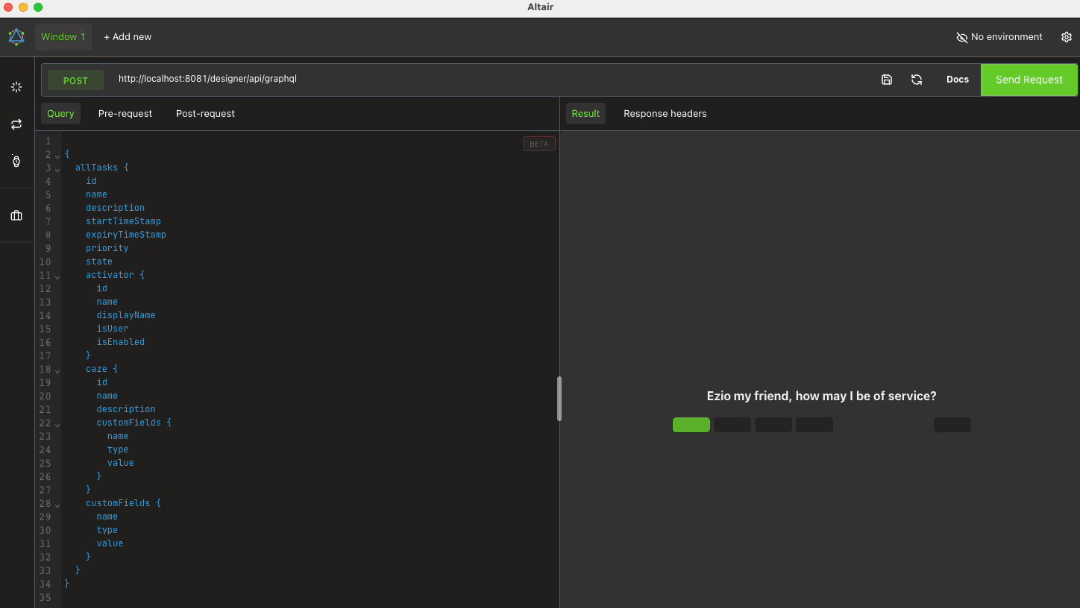 Altair
Window 1
+ Add new
No environment
POST
http://localhost:8081/designer/api/graphql
Docs
Send Request
Query
Pre-request
Post-request
Result
Response headers
BETA
1
2 {
3 allTasks {
4 id
5 name
6 description
7 startTimeStamp
8 expiryTimeStamp
9 priority
10 state
11 activator {
12 id
13 name
14 displayName
15 isUser
16 isEnabled
17 }
18 caze {
19 id
20 name
21 description
22 customFields {
23 name
24 type
25 value
26 }
27 }
28 customFields {
29 name
30 type
31 value
32 }
33 }
34 }
35
Ezio my friend, how may I be of service?